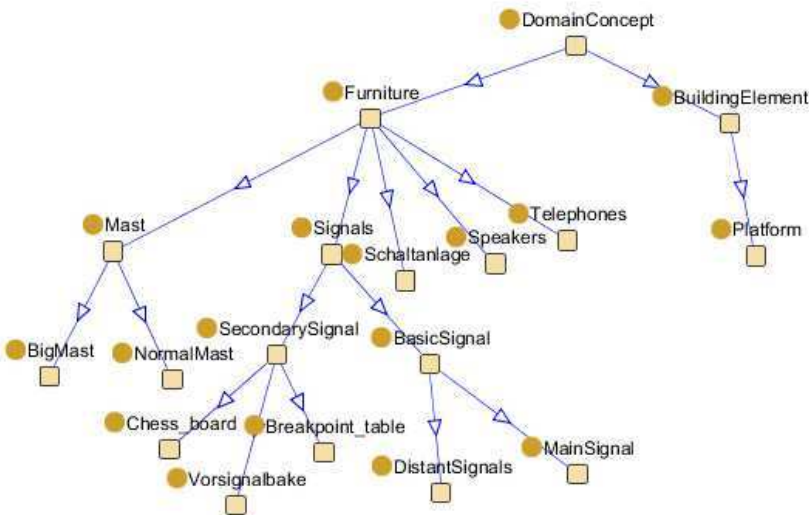 DomainConcept
Furniture
BuildingElement
Mast
Signals
Schaltanlage
Speakers
Telephones
Platform
BigMast
NormalMast
SecondarySignal
BasicSignal
Chess_board
Breakpoint_table
Vorsignalbake
DistantSignals
MainSignal